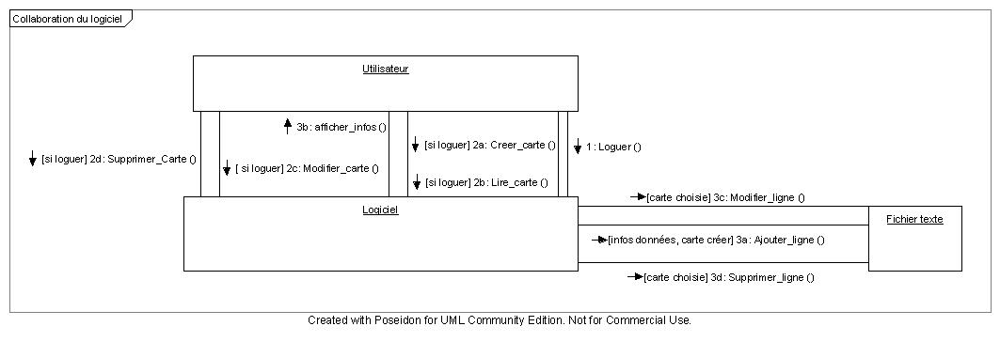 Collaboration du logiciel
Utilisateur
3b: afficher_infos ()
[si loguer] 2a: Creer_carte ()
1 : Loguer ()
[si loguer] 2d: Supprimer_Carte ()
[ si loguer] 2c: Modifier_carte ()
[si loguer] 2b: Lire_carte ()
[carte choisie] 3c: Modifier_ligne ()
Logiciel
Fichier texte
[infos données, carte créer] 3a: Ajouter_ligne ()
[carte choisie] 3d: Supprimer_ligne ()
Created with Poseidon for UML Community Edition. Not for Commercial Use.